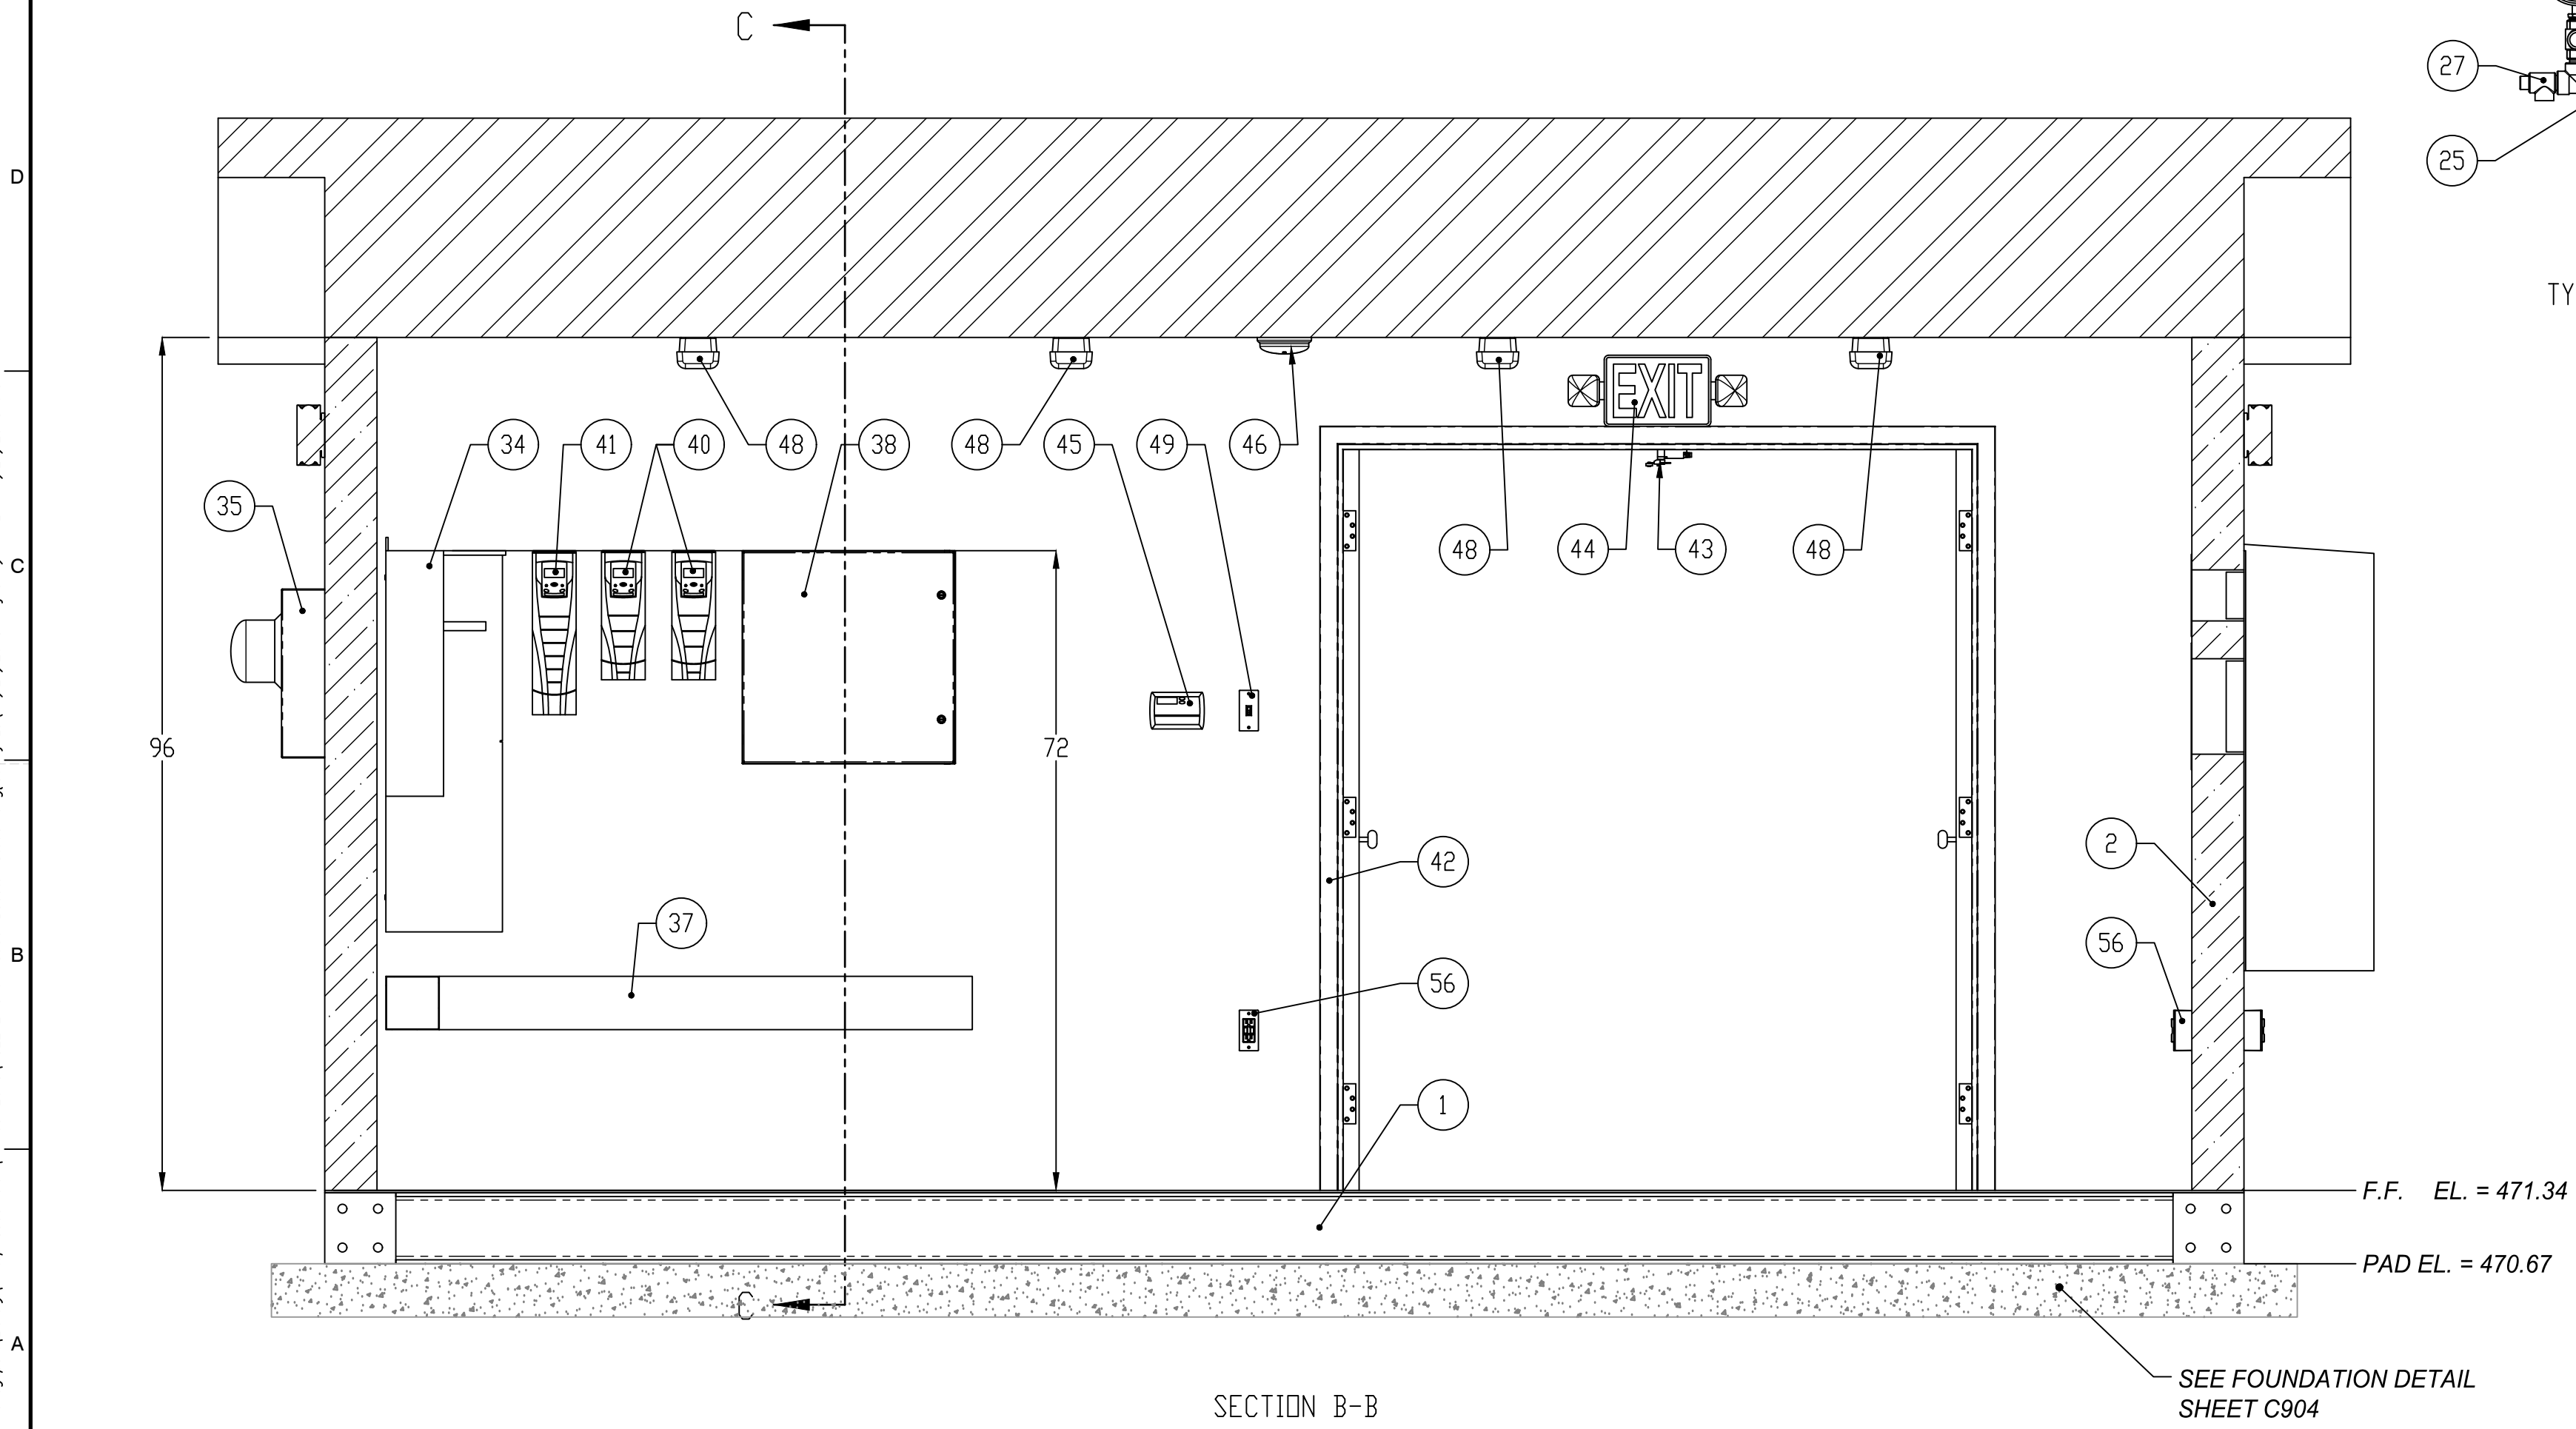 C
27
25
D
TY
EXIT
34
41
40
48
38
48
45
49
46
35
48
44
43
48
C
96
72
42
2
37
56
56
B
1
F.F. EL. = 471.34
PAD EL. = 470.67
C
A
SEE FOUNDATION DETAIL
SHEET C904
SECTION B-B